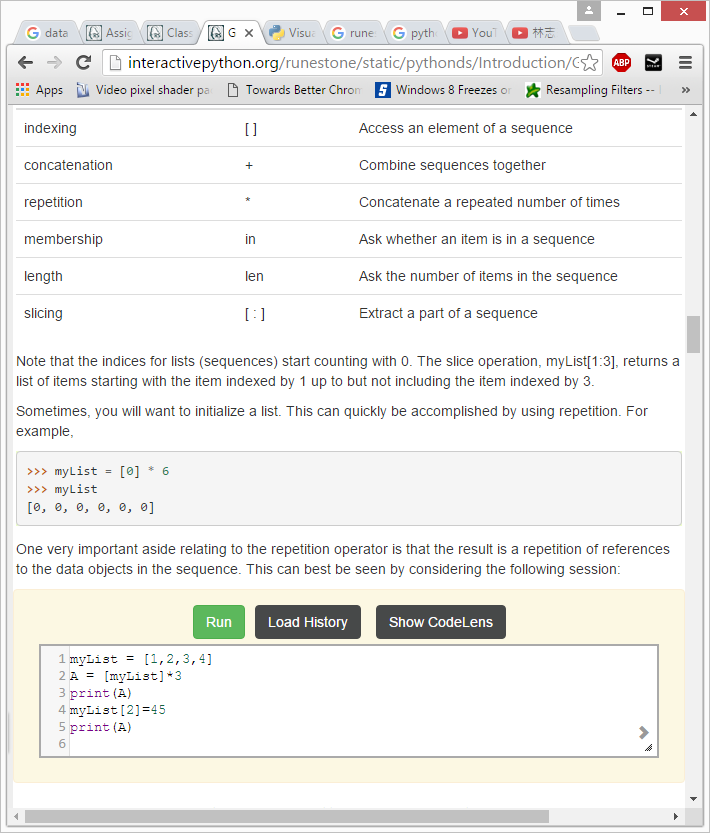 data
Assig
Class
G
Visua
rune
pyth
YouT
林志
interactivepython.org/runestone/static/pythonds/Introduction/G
ABP
Apps
Video pixel shader pa
Towards Better Chrom
Windows 8 Freezes or
Resampling Filters --
»
indexing [ ] Access an element of a sequence
concatenation + Combine sequences together
repetition * Concatenate a repeated number of times
membership in Ask whether an item is in a sequence
length len Ask the number of items in the sequence
slicing [ : ] Extract a part of a sequence
Note that the indices for lists (sequences) start counting with 0. The slice operation, myList[1:3], returns a
list of items starting with the item indexed by 1 up to but not including the item indexed by 3.
Sometimes, you will want to initialize a list. This can quickly be accomplished by using repetition. For
example,
>>> myList = [0] * 6
>>> myList
[0, 0, 0, 0, 0, 0]
One very important aside relating to the repetition operator is that the result is a repetition of references
to the data objects in the sequence. This can best be seen by considering the following session:
Run Load History Show CodeLens
1 myList = [1,2,3,4]
2 A = [myList]*3
3 print(A)
4 myList[2]=45
5 print(A)
6